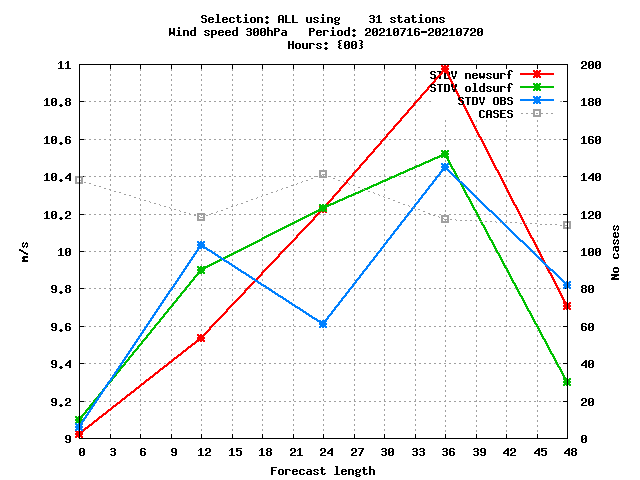 Selection: ALL using    31 stations
Wind speed 300hPa   Period: 20210716-20210720
Hours: {00}
11
10.8
10.6
10.4
10.2
10
9.8
9.6
9.4
9.2
9
m/s
200
180
160
140
120
100
80
60
40
20
0
No cases
STDV newsurf
STDV oldsurf
STDV OBS
CASES
0 3 6 9 12 15 18 21 24 27 30 33 36 39 42 45 48
Forecast length